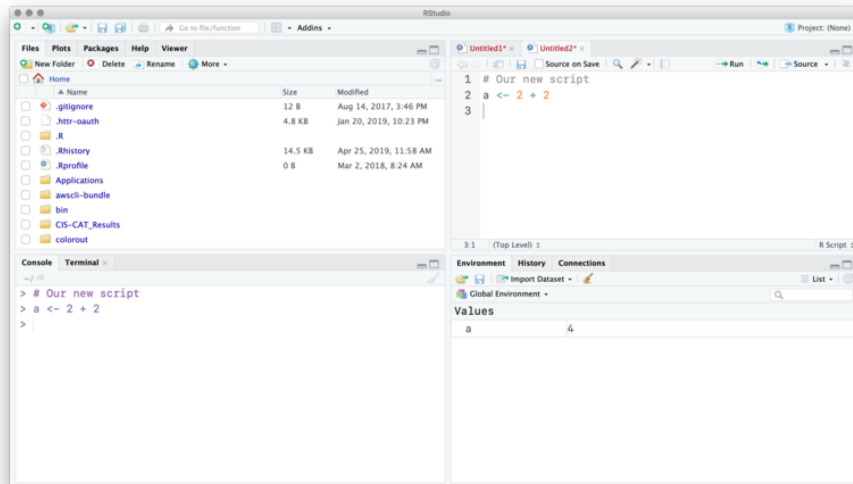 RStudio
Go to file/function Addins Project: (None)
Files Plots Packages Help Viewer
New Folder Delete Rename More
Home ...
Name Size Modified
.gitignore 12 B Aug 14, 2017, 3:46 PM
.httr-oauth 4.8 KB Jan 20, 2019, 10:23 PM
.R
.Rhistory 14.5 KB Apr 25, 2019, 11:58 AM
.Rprofile 0 B Mar 2, 2018, 8:24 AM
Applications
awscli-bundle
bin
CIS-CAT_Results
colorout
Untitled1* × Untitled2* ×
Source on Save Run Source
1 # Our new script
2 a <- 2 + 2
3
3:1 (Top Level) R Script
Console Terminal ×
~/
> # Our new script
> a <- 2 + 2
>
Environment History Connections
Import Dataset List
Global Environment
Values
a 4